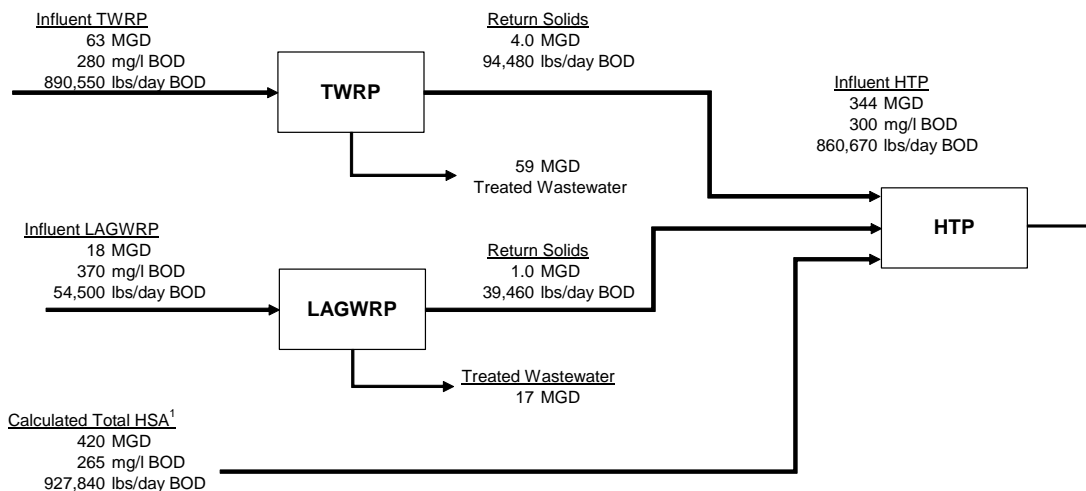 Influent TWRP
63 MGD
280 mg/l BOD
890,550 lbs/day BOD
TWRP
Return Solids
4.0 MGD
94,480 lbs/day BOD
59 MGD
Treated Wastewater
Influent HTP
344 MGD
300 mg/l BOD
860,670 lbs/day BOD
HTP
Influent LAGWRP
18 MGD
370 mg/l BOD
54,500 lbs/day BOD
LAGWRP
Return Solids
1.0 MGD
39,460 lbs/day BOD
Treated Wastewater
17 MGD
Calculated Total HSA¹
420 MGD
265 mg/l BOD
927,840 lbs/day BOD